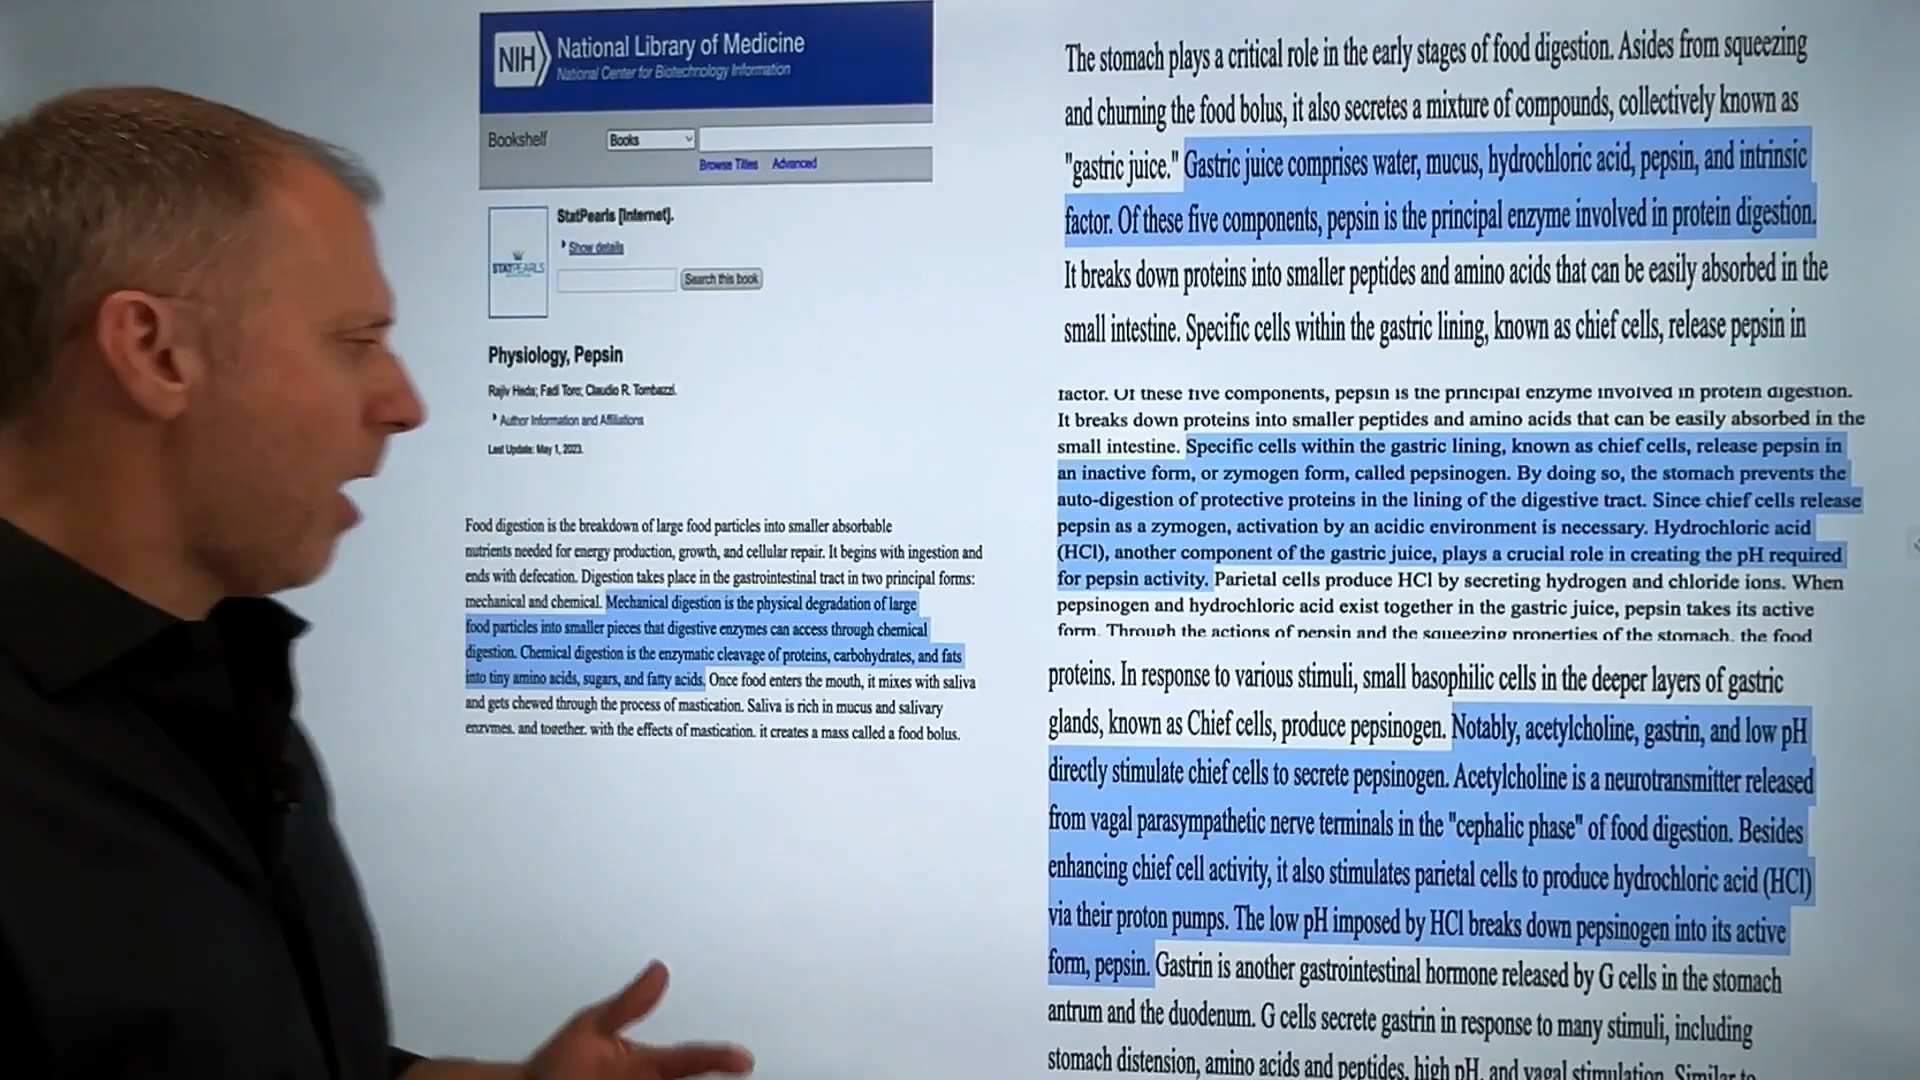 NIH
National Library of Medicine
National Center for Biotechnology Information
Bookshelf
Books
Browse Titles Advanced
STATPEARLS
StatPearls [Internet].
Show details
Search this book
Physiology, Pepsin
Rajiv Heda; Fadi Toro; Claudio R. Tombazzi.
Author Information and Affiliations
Last Update: May 1, 2023.
Food digestion is the breakdown of large food particles into smaller absorbable
nutrients needed for energy production, growth, and cellular repair. It begins with ingestion and
ends with defecation. Digestion takes place in the gastrointestinal tract in two principal forms:
mechanical and chemical. Mechanical digestion is the physical degradation of large
food particles into smaller pieces that digestive enzymes can access through chemical
digestion. Chemical digestion is the enzymatic cleavage of proteins, carbohydrates, and fats
into tiny amino acids, sugars, and fatty acids. Once food enters the mouth, it mixes with saliva
and gets chewed through the process of mastication. Saliva is rich in mucus and salivary
enzymes, and together, with the effects of mastication, it creates a mass called a food bolus.
The stomach plays a critical role in the early stages of food digestion. Asides from squeezing
and churning the food bolus, it also secretes a mixture of compounds, collectively known as
"gastric juice." Gastric juice comprises water, mucus, hydrochloric acid, pepsin, and intrinsic
factor. Of these five components, pepsin is the principal enzyme involved in protein digestion.
It breaks down proteins into smaller peptides and amino acids that can be easily absorbed in the
small intestine. Specific cells within the gastric lining, known as chief cells, release pepsin in
factor. Of these five components, pepsin is the principal enzyme involved in protein digestion.
It breaks down proteins into smaller peptides and amino acids that can be easily absorbed in the
small intestine. Specific cells within the gastric lining, known as chief cells, release pepsin in
an inactive form, or zymogen form, called pepsinogen. By doing so, the stomach prevents the
auto-digestion of protective proteins in the lining of the digestive tract. Since chief cells release
pepsin as a zymogen, activation by an acidic environment is necessary. Hydrochloric acid
(HCl), another component of the gastric juice, plays a crucial role in creating the pH required
for pepsin activity. Parietal cells produce HCl by secreting hydrogen and chloride ions. When
pepsinogen and hydrochloric acid exist together in the gastric juice, pepsin takes its active
form. Through the actions of pepsin and the squeezing properties of the stomach, the food
proteins. In response to various stimuli, small basophilic cells in the deeper layers of gastric
glands, known as Chief cells, produce pepsinogen. Notably, acetylcholine, gastrin, and low pH
directly stimulate chief cells to secrete pepsinogen. Acetylcholine is a neurotransmitter released
from vagal parasympathetic nerve terminals in the "cephalic phase" of food digestion. Besides
enhancing chief cell activity, it also stimulates parietal cells to produce hydrochloric acid (HCl)
via their proton pumps. The low pH imposed by HCl breaks down pepsinogen into its active
form, pepsin. Gastrin is another gastrointestinal hormone released by G cells in the stomach
antrum and the duodenum. G cells secrete gastrin in response to many stimuli, including
stomach distension, amino acids and peptides, high pH, and vagal stimulation. Similar to